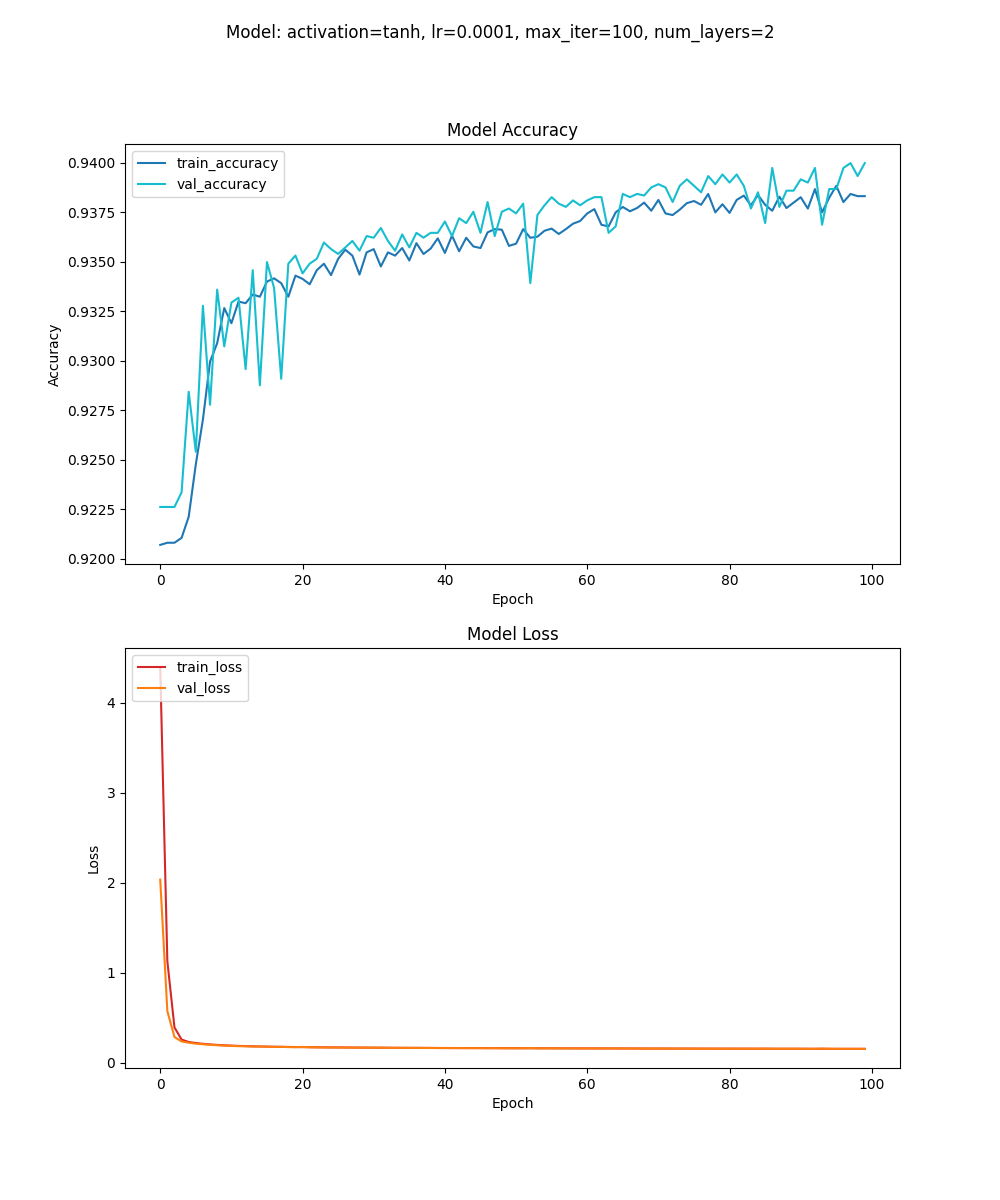 Model: activation=tanh, lr=0.0001, max_iter=100, num_layers=2
Model Accuracy
train_accuracy
val_accuracy
0.9400
0.9375
0.9350
0.9325
0.9300
0.9275
0.9250
0.9225
0.9200
Accuracy
0 20 40 60 80 100
Epoch
Model Loss
train_loss
val_loss
4
3
2
1
0
Loss
0 20 40 60 80 100
Epoch